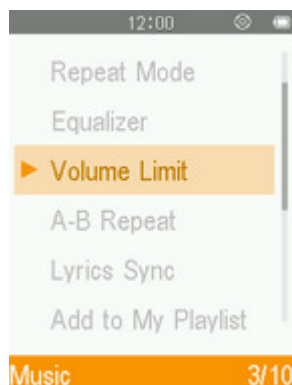 12:00
Repeat Mode
Equalizer
Volume Limit
A-B Repeat
Lyrics Sync
Add to My Playlist
Music 3/10